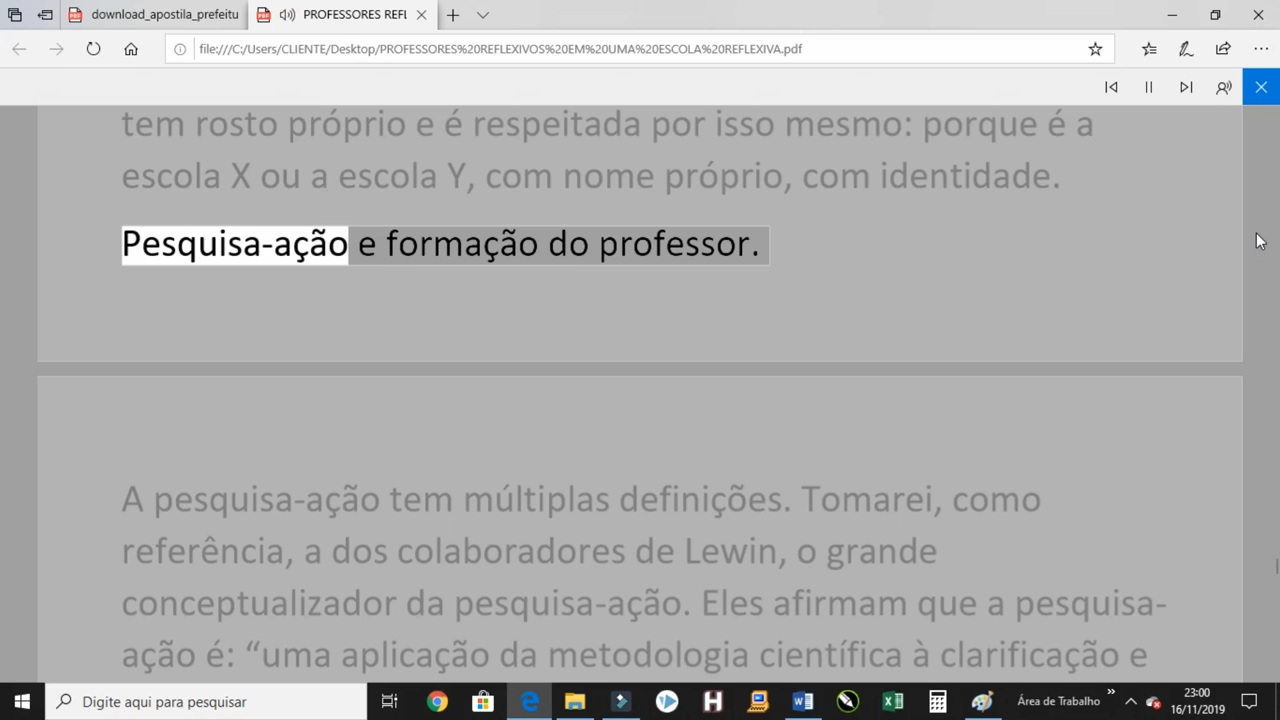 download_apostila_prefeitu
PROFESSORES REFL
file:///C:/Users/CLIENTE/Desktop/PROFESSORES%20REFLEXIVOS%20EM%20UMA%20ESCOLA%20REFLEXIVA.pdf
tem rosto próprio e é respeitada por isso mesmo: porque é a
escola X ou a escola Y, com nome próprio, com identidade.
Pesquisa-ação e formação do professor.
A pesquisa-ação tem múltiplas definições. Tomarei, como
referência, a dos colaboradores de Lewin, o grande
conceptualizador da pesquisa-ação. Eles afirmam que a pesquisa-
ação é: “uma aplicação da metodologia científica à clarificação e
Digite aqui para pesquisar
Área de Trabalho
23:00
16/11/2019